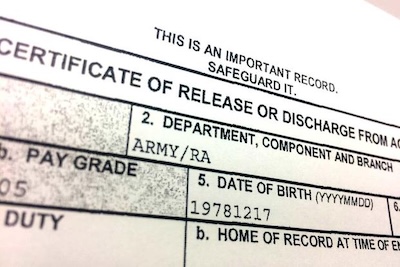 THIS IS AN IMPORTANT RECORD.
SAFEGUARD IT.
CERTIFICATE OF RELEASE OR DISCHARGE FROM
2. DEPARTMENT, COMPONENT AND BRANCH
ARMY/RA
b. PAY GRADE
05
5. DATE OF BIRTH (YYYYMMDD)
19781217
6.
DUTY
b. HOME OF RECORD AT TIME OF